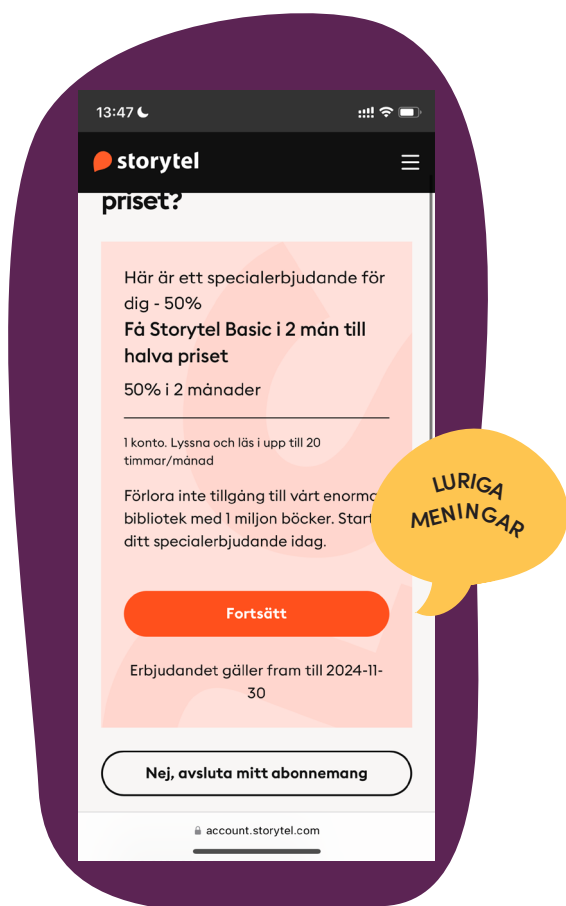 13:47
storytel
priset?
Här är ett specialerbjudande för
dig - 50%
Få Storytel Basic i 2 mån till
halva priset
50% i 2 månader
1 konto. Lyssna och läs i upp till 20
timmar/månad
Förlora inte tillgång till vårt enorma
bibliotek med 1 miljon böcker. Start
ditt specialerbjudande idag.
LURIGA
MENINGAR
Fortsätt
Erbjudandet gäller fram till 2024-11-
30
Nej, avsluta mitt abonnemang
account.storytel.com